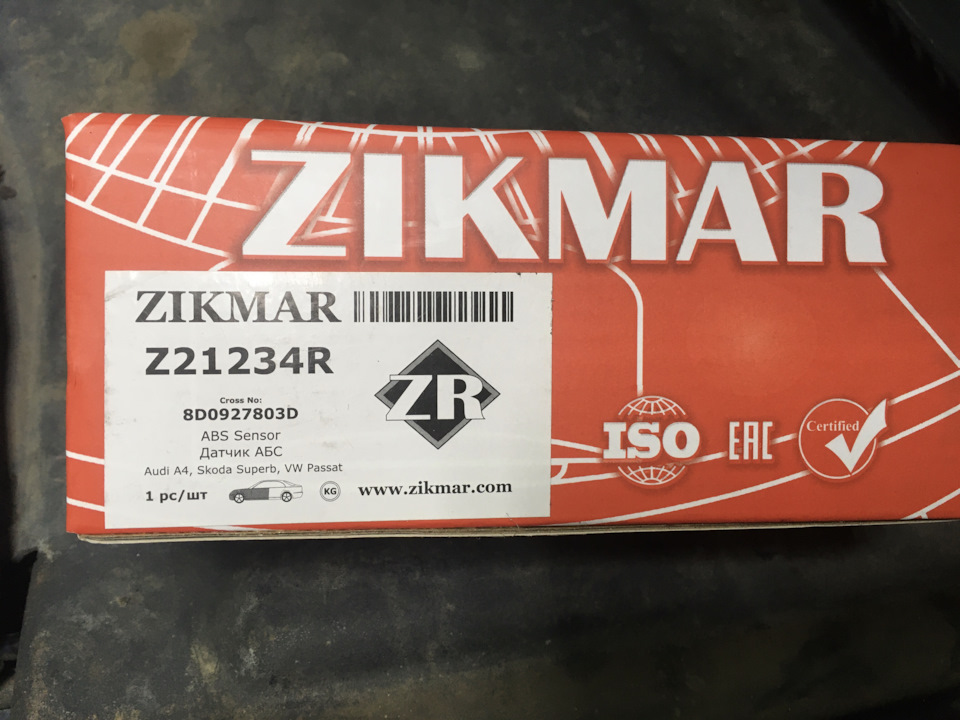 ZIKMAR
ZIKMAR
Z21234R
ZR
Cross No:
8D0927803D
ABS Sensor
Датчик АБС
Audi A4, Skoda Superb, VW Passat
1 pc/шт
KG
www.zikmar.com
ISO
EAC
Certified